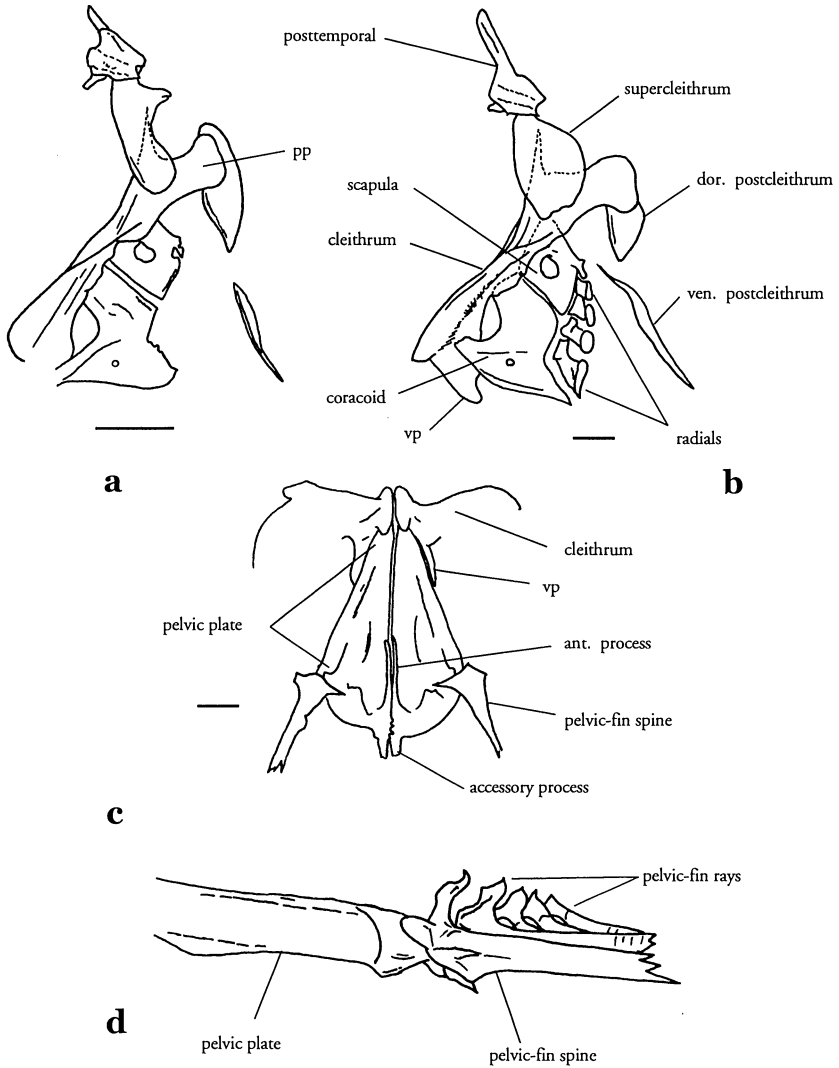 pp
a
posttemporal
supercleithrum
scapula
dor. postcleithrum
cleithrum
ven. postcleithrum
coracoid
vp
radials
b
cleithrum
vp
pelvic plate
ant. process
pelvic-fin spine
accessory process
c
pelvic-fin rays
pelvic plate
pelvic-fin spine
d